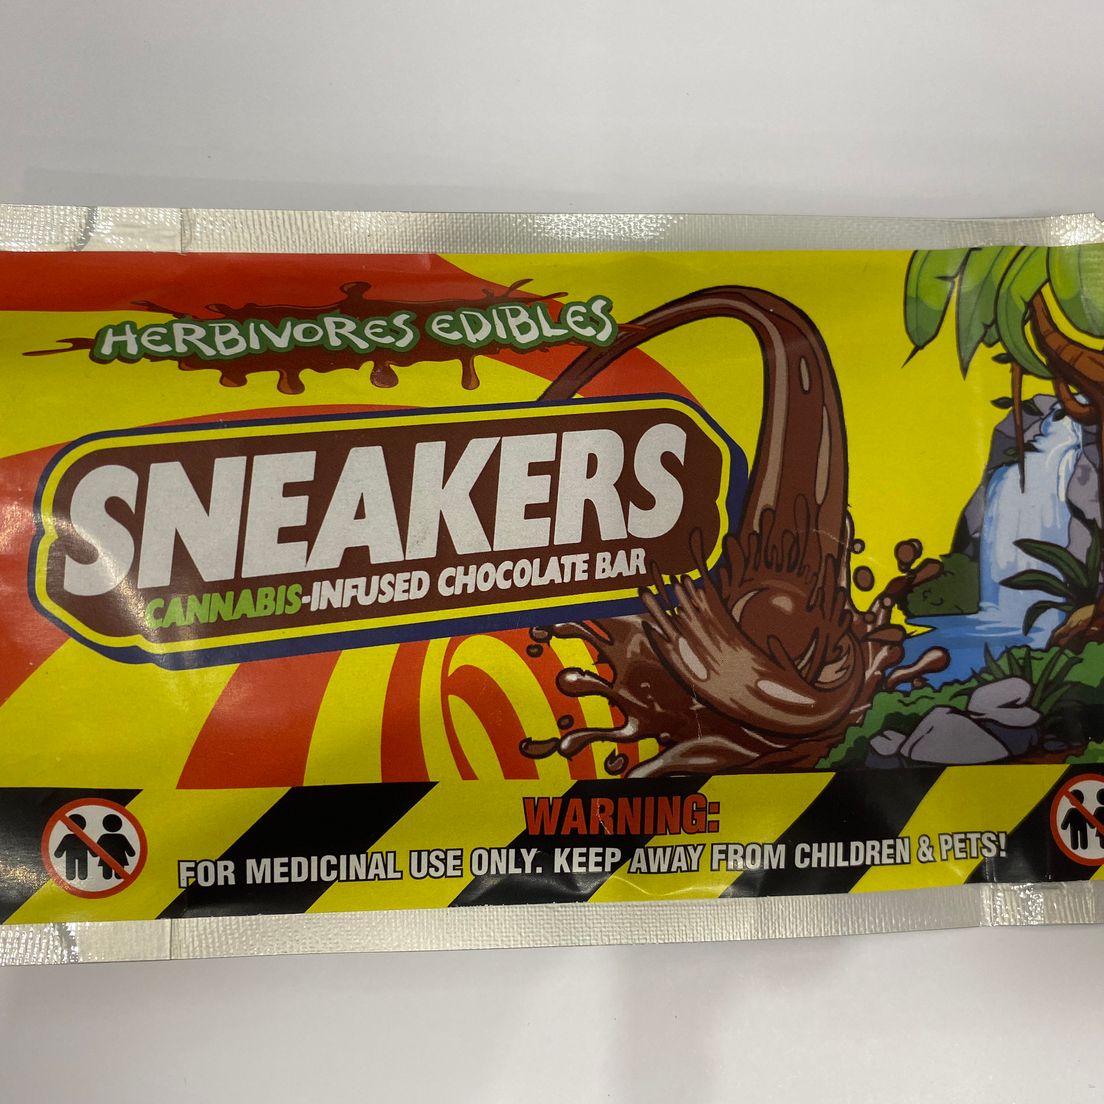 HERBIVORES EDIBLES
SNEAKERS
CANNABIS-INFUSED CHOCOLATE BAR
WARNING:
FOR MEDICINAL USE ONLY. KEEP AWAY FROM CHILDREN & PETS!